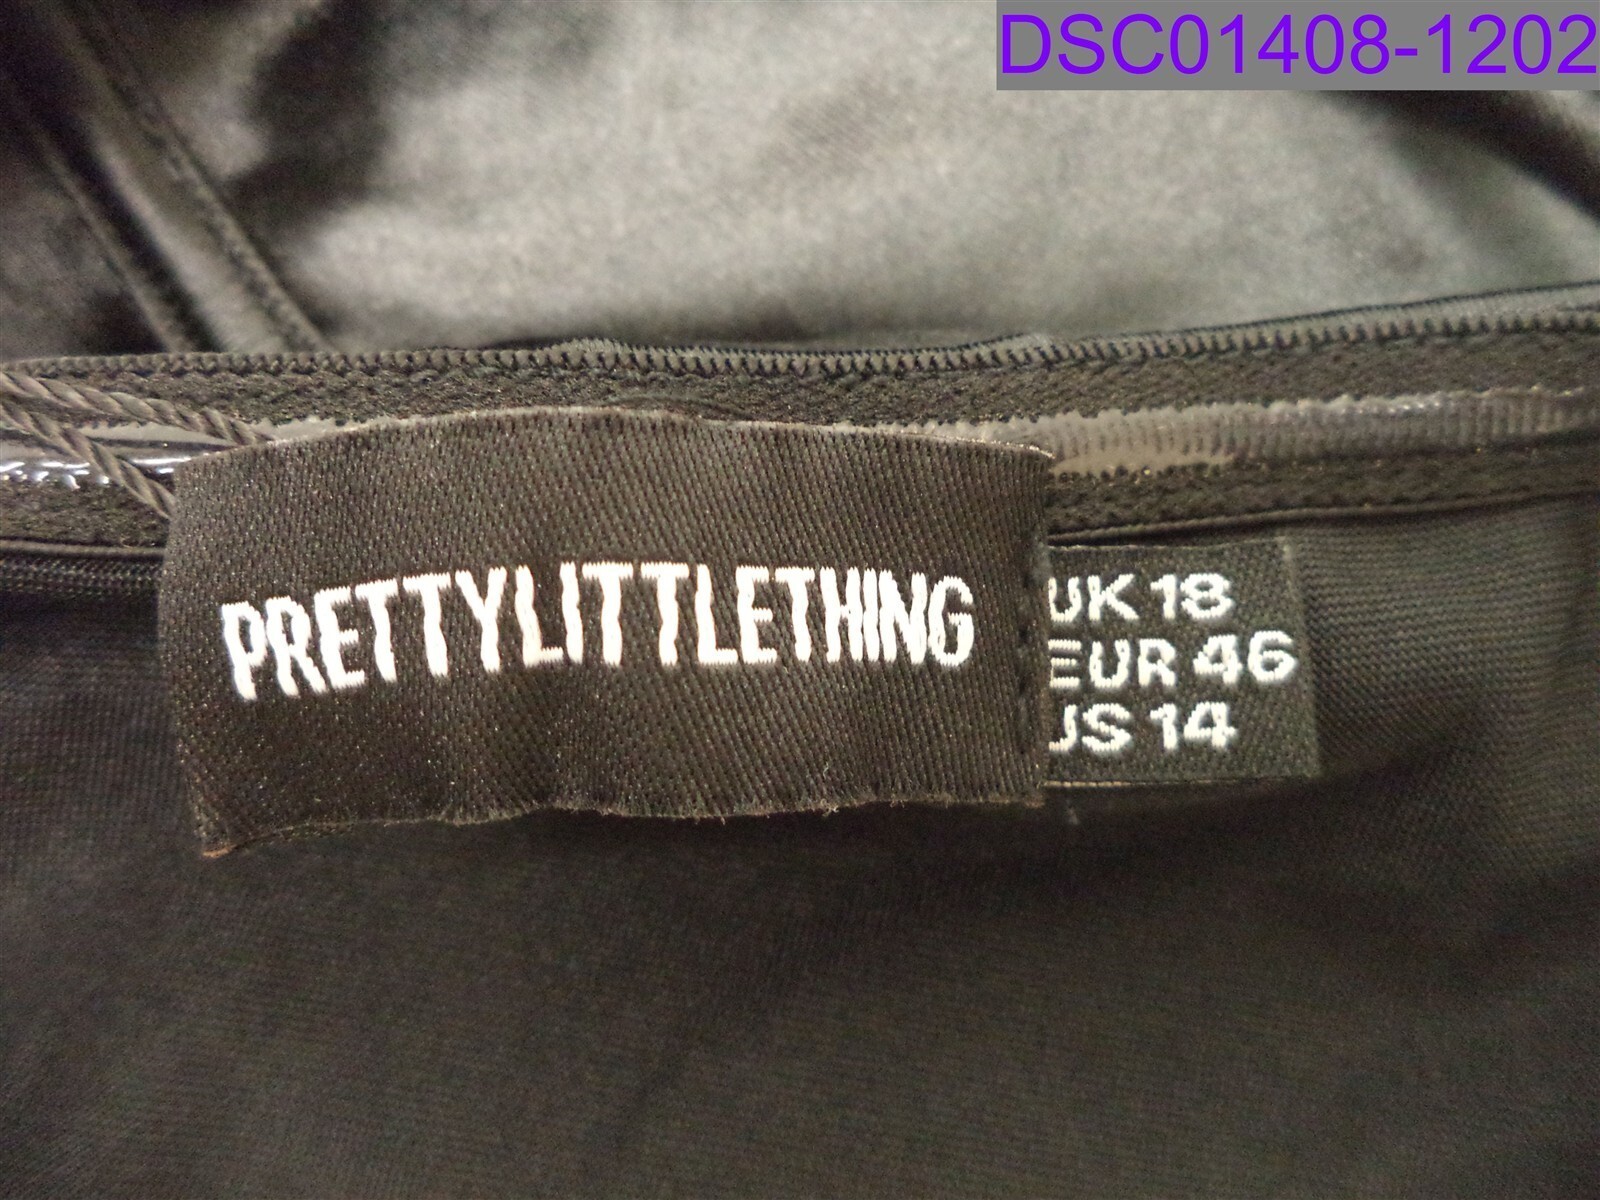 DSC01408-1202
PRETTYLITTLETHING
UK 18
EUR 46
US 14